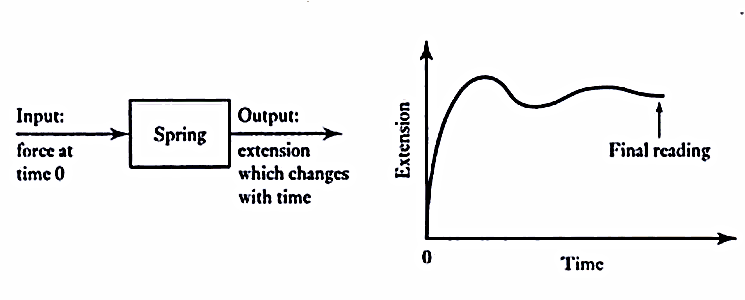 Input:
force at
time 0
Spring
Output:
extension
which changes
with time
Extension
Final reading
0
Time